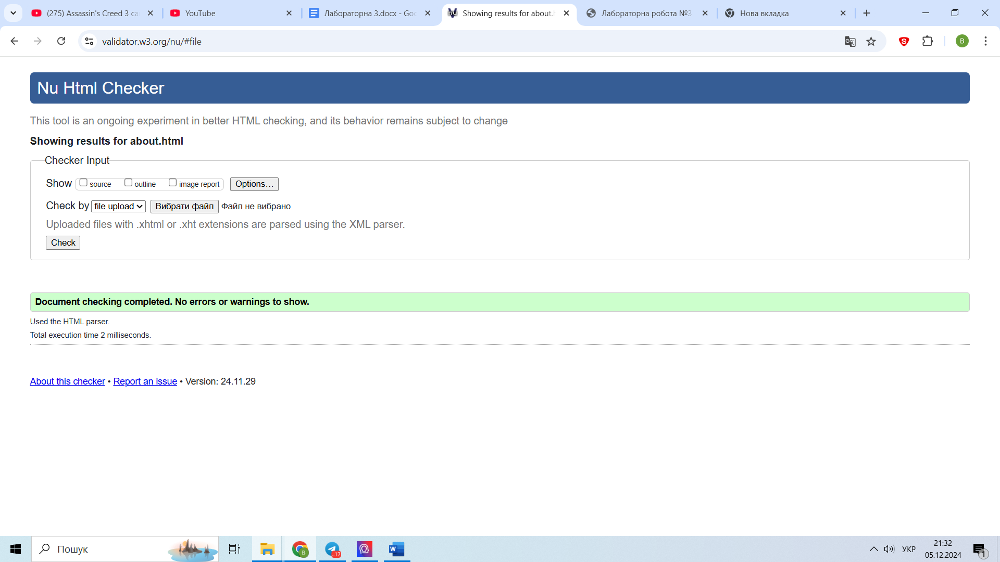 (275) Assassin's Creed 3 са
YouTube
Лабораторна 3.docx - Goo
Showing results for about.h
Лабораторна робота №3
Нова вкладка
validator.w3.org/nu/#file
B
Nu Html Checker
This tool is an ongoing experiment in better HTML checking, and its behavior remains subject to change
Showing results for about.html
Checker Input
Show source outline image report Options…
Check by file upload Вибрати файл Файл не вибрано
Uploaded files with .xhtml or .xht extensions are parsed using the XML parser.
Check
Document checking completed. No errors or warnings to show.
Used the HTML parser.
Total execution time 2 milliseconds.
About this checker • Report an issue • Version: 24.11.29
Пошук
B
..17
УКР
21:32
05.12.2024
1